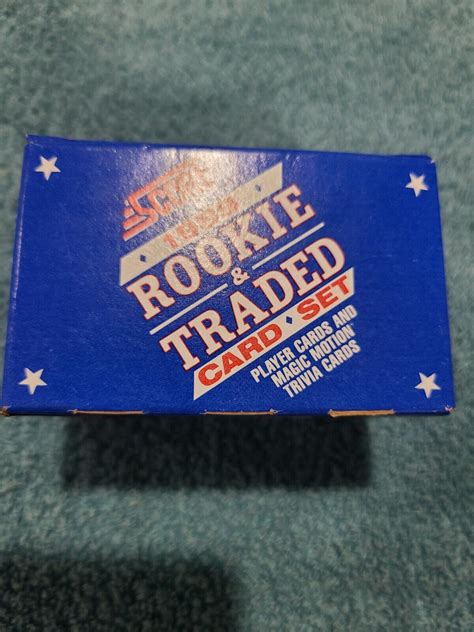 SCORE
ROOKIE
&
TRADED
CARD • SET
PLAYER CARDS AND
MAGIC MOTION
TRIVIA CARDS